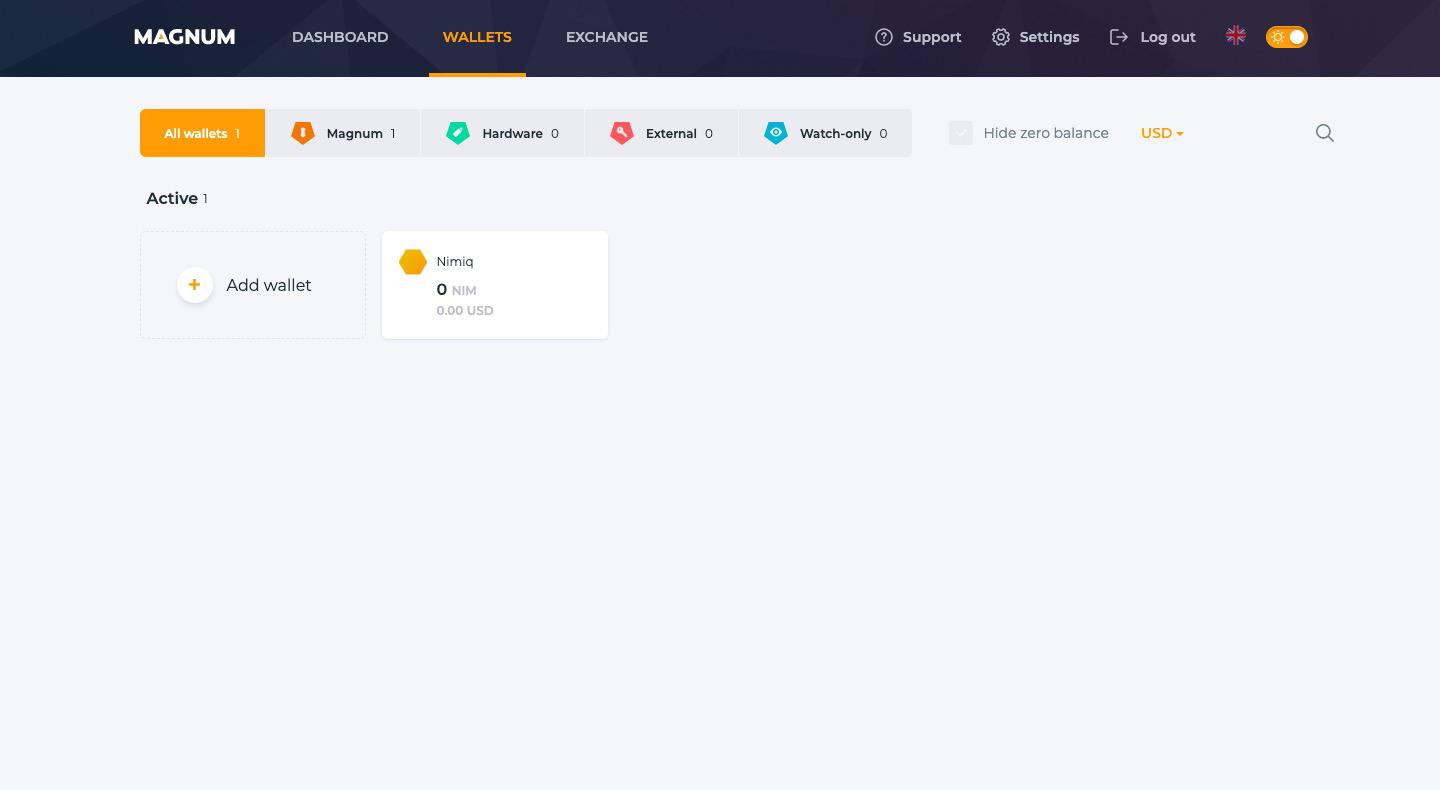 MAGNUM DASHBOARD WALLETS EXCHANGE Support Settings Log out
All wallets 1 Magnum 1 Hardware 0 External 0 Watch-only 0 Hide zero balance USD
Active 1
Add wallet
Nimiq
0 NIM
0.00 USD